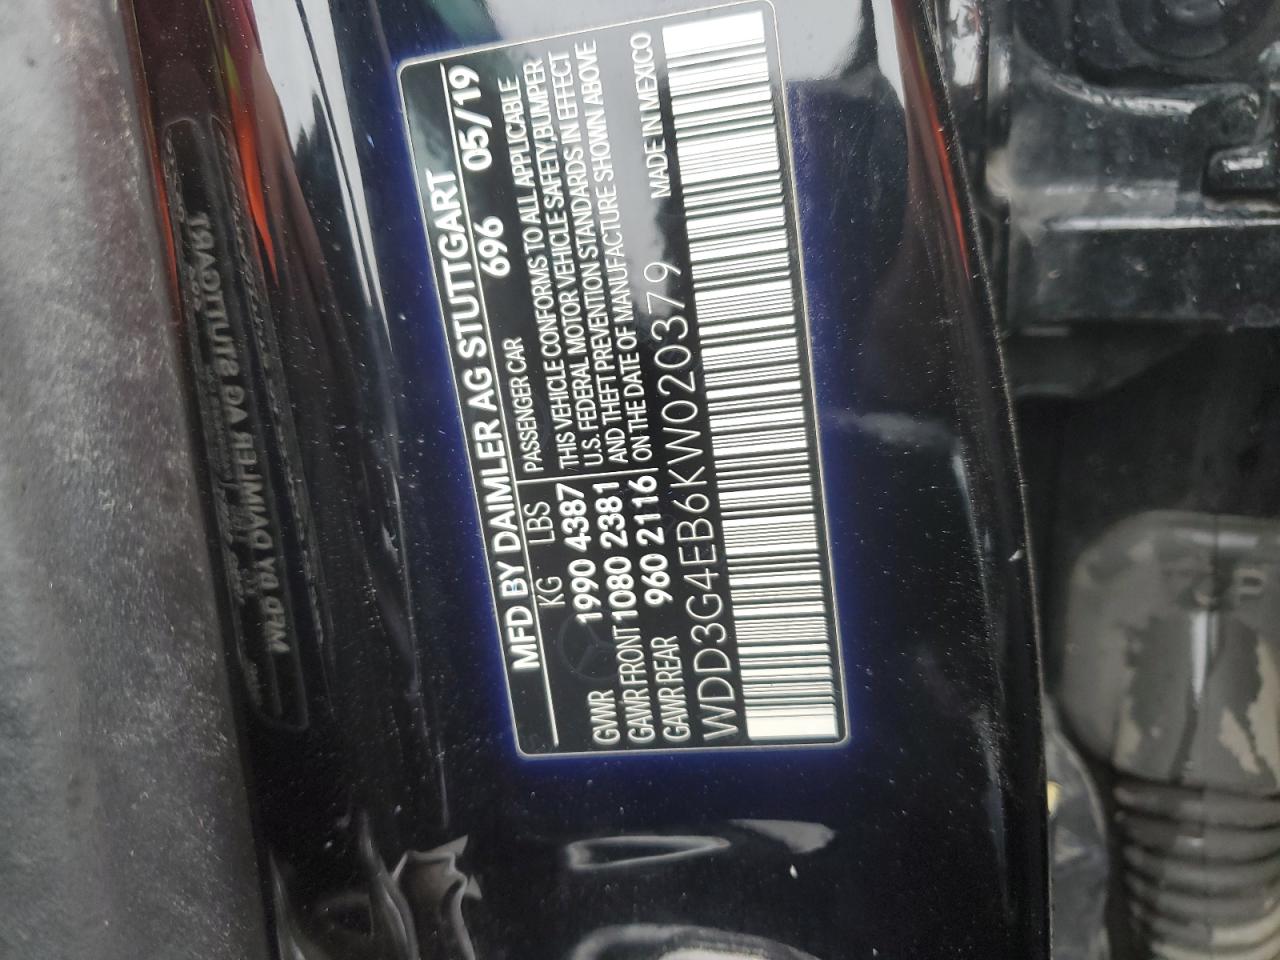 MFD BY DAIMLER AG STUTTGART
696 05/19
KG LBS
GWR 1990 4387
GAWR FRONT 1080 2381
GAWR REAR 960 2116
PASSENGER CAR
THIS VEHICLE CONFORMS TO ALL APPLICABLE
U.S. FEDERAL MOTOR VEHICLE SAFETY, BUMPER
AND THEFT PREVENTION STANDARDS IN EFFECT
ON THE DATE OF MANUFACTURE SHOWN ABOVE
WDD3G4EB6KW020379 MADE IN MEXICO